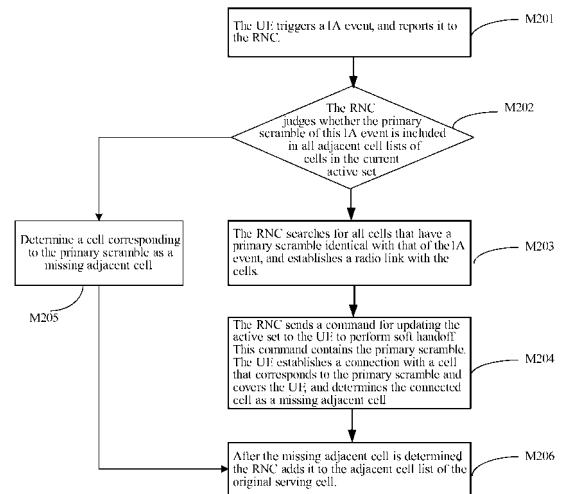 The UE triggers a 1A event, and reports it to
the RNC.
M201
The RNC
judges whether the primary
scramble of this 1A event is included
in all adjacent cell lists of
cells in the current
active set
M202
Determine a cell corresponding
to the primary scramble as a
missing adjacent cell
M205
The RNC searches for all cells that have a
primary scramble identical with that of the 1A
event, and establishes a radio link with the
cells.
M203
The RNC sends a command for updating the
active set to the UE to perform soft handoff
This command contains the primary scramble.
The UE establishes a connection with a cell
that corresponds to the primary scramble and
covers the UE, and determines the connected
cell as a missing adjacent cell
M204
After the missing adjacent cell is determined
the RNC adds it to the adjacent cell list of the
original serving cell.
M206